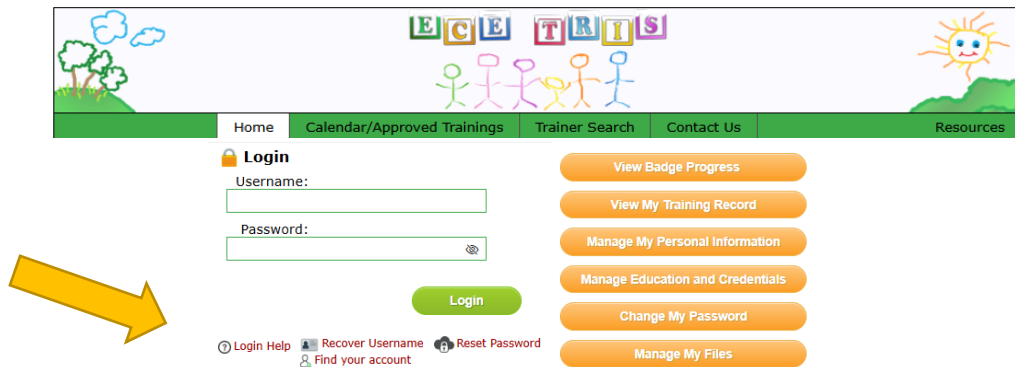 ECE TRIS
Home Calendar/Approved Trainings Trainer Search Contact Us Resources
Login
Username:
Password:
Login
Login Help Recover Username Reset Password
Find your account
View Badge Progress
View My Training Record
Manage My Personal Information
Manage Education and Credentials
Change My Password
Manage My Files